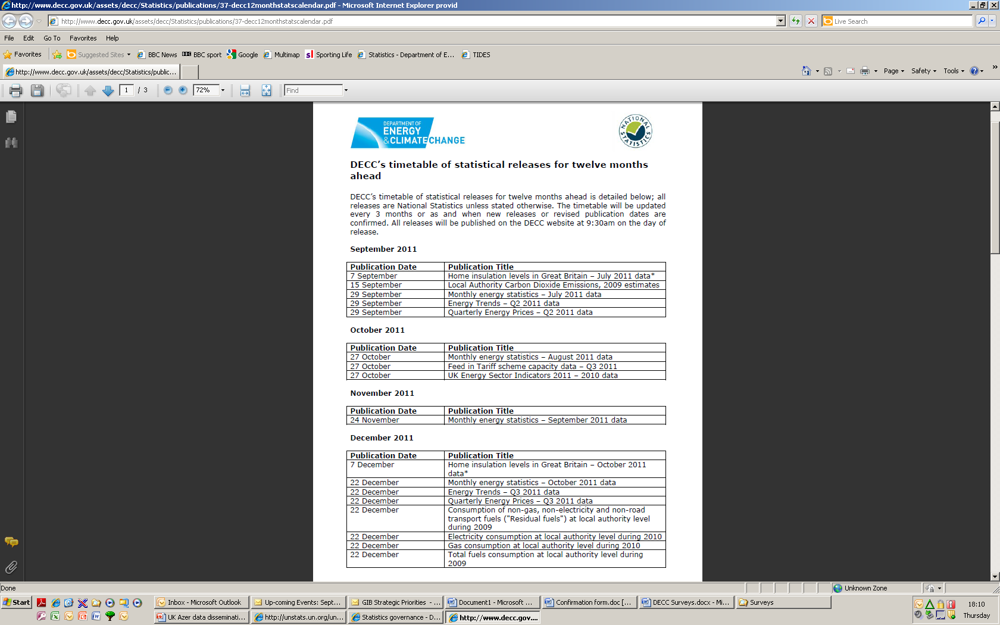 http://www.decc.gov.uk/assets/decc/Statistics/publications/37-decc12monthstatscalendar.pdf - Microsoft Internet Explorer provid
http://www.decc.gov.uk/assets/decc/Statistics/publications/37-decc12monthstatscalendar.pdf
Live Search
File Edit Go To Favorites Help
Favorites Suggested Sites BBC News BBC sport Google Multimap Sporting Life Statistics - Department of E... TIDES
http://www.decc.gov.uk/assets/decc/Statistics/public...
Page Safety Tools
1 / 3 72% Find
DEPARTMENT OF
ENERGY
& CLIMATE CHANGE
NATIONAL STATISTICS
DECC’s timetable of statistical releases for twelve months
ahead
DECC’s timetable of statistical releases for twelve months ahead is detailed below; all
releases are National Statistics unless stated otherwise. The timetable will be updated
every 3 months or as and when new releases or revised publication dates are
confirmed. All releases will be published on the DECC website at 9:30am on the day of
release.
September 2011
Publication Date Publication Title
7 September Home insulation levels in Great Britain – July 2011 data*
15 September Local Authority Carbon Dioxide Emissions, 2009 estimates
29 September Monthly energy statistics – July 2011 data
29 September Energy Trends – Q2 2011 data
29 September Quarterly Energy Prices – Q2 2011 data
October 2011
Publication Date Publication Title
27 October Monthly energy statistics – August 2011 data
27 October Feed in Tariff scheme capacity data – Q3 2011
27 October UK Energy Sector Indicators 2011 – 2010 data
November 2011
Publication Date Publication Title
24 November Monthly energy statistics – September 2011 data
December 2011
Publication Date Publication Title
7 December Home insulation levels in Great Britain – October 2011
data*
22 December Monthly energy statistics – October 2011 data
22 December Energy Trends – Q3 2011 data
22 December Quarterly Energy Prices – Q3 2011 data
22 December Consumption of non-gas, non-electricity and non-road
transport fuels ("Residual fuels") at local authority level
during 2009
22 December Electricity consumption at local authority level during 2010
22 December Gas consumption at local authority level during 2010
22 December Total fuels consumption at local authority level during
2009
Done Unknown Zone
Start Inbox - Microsoft Outlook Up-coming Events: Sept... GIB Strategic Priorities - ... Document1 - Microsoft ... Confirmation form.doc [... DECC Surveys.docx - Mi... Surveys 18:10
UK Azer data disseminati... http://unstats.un.org/un... Statistics governance - D... http://www.decc.gov.... Thursday